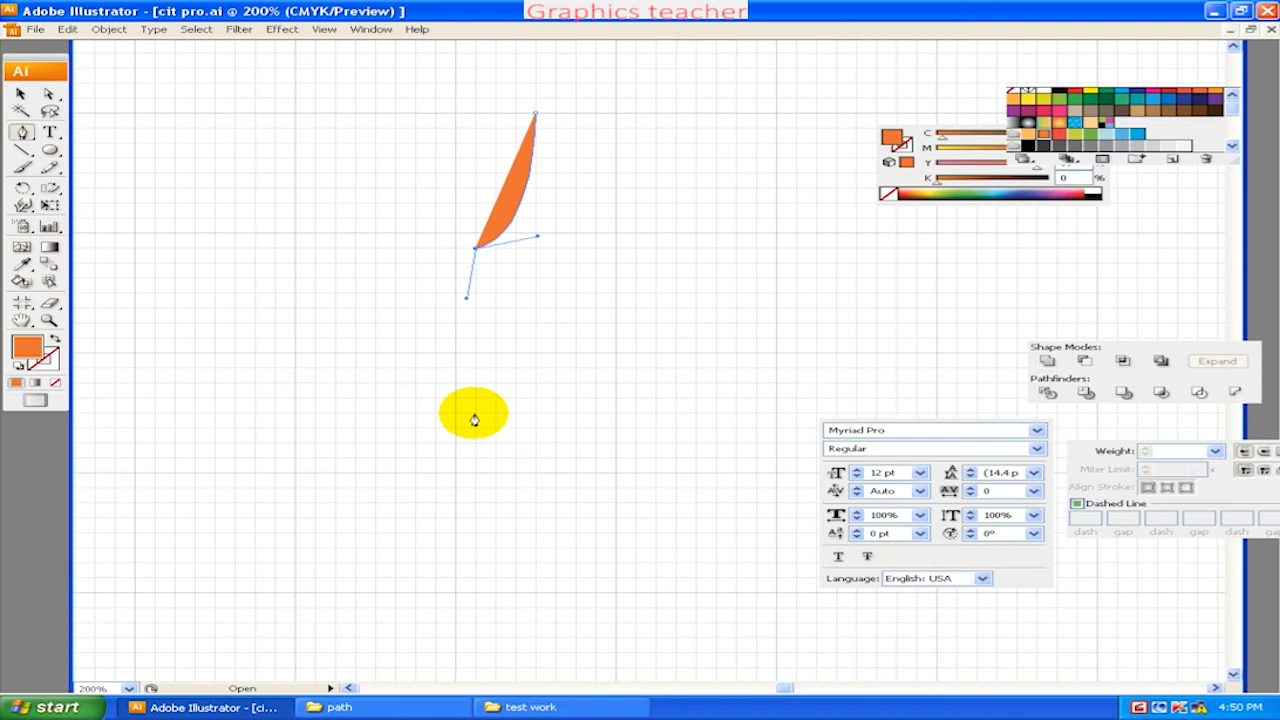 Adobe Illustrator - [cit pro.ai @ 200% (CMYK/Preview) ]
Graphics teacher
File Edit Object Type Select Filter Effect View Window Help
Ai
C
M
Y
K 0 %
Shape Modes:
Expand
Pathfinders:
Myriad Pro
Regular
12 pt (14.4 p
Auto 0
100% 100%
0 pt 0°
Language: English: USA
Weight:
Miter Limit: x
Align Stroke:
Dashed Line
dash gap dash gap dash gap
200% Open
start Adobe Illustrator - [ci... path test work 4:50 PM